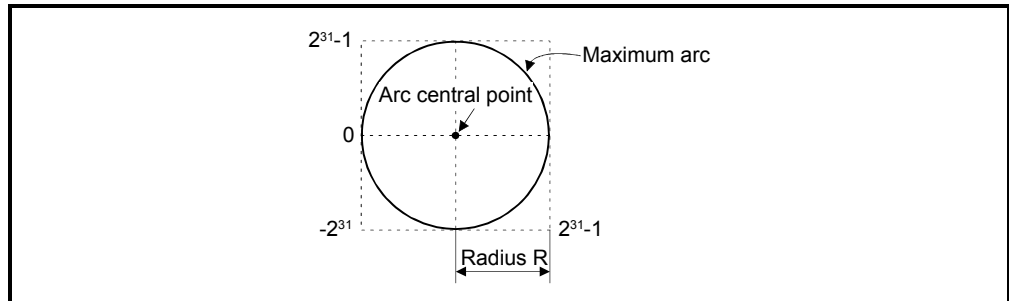 2³¹-1
Maximum arc
Arc central point
0
-2³¹
2³¹-1
Radius R